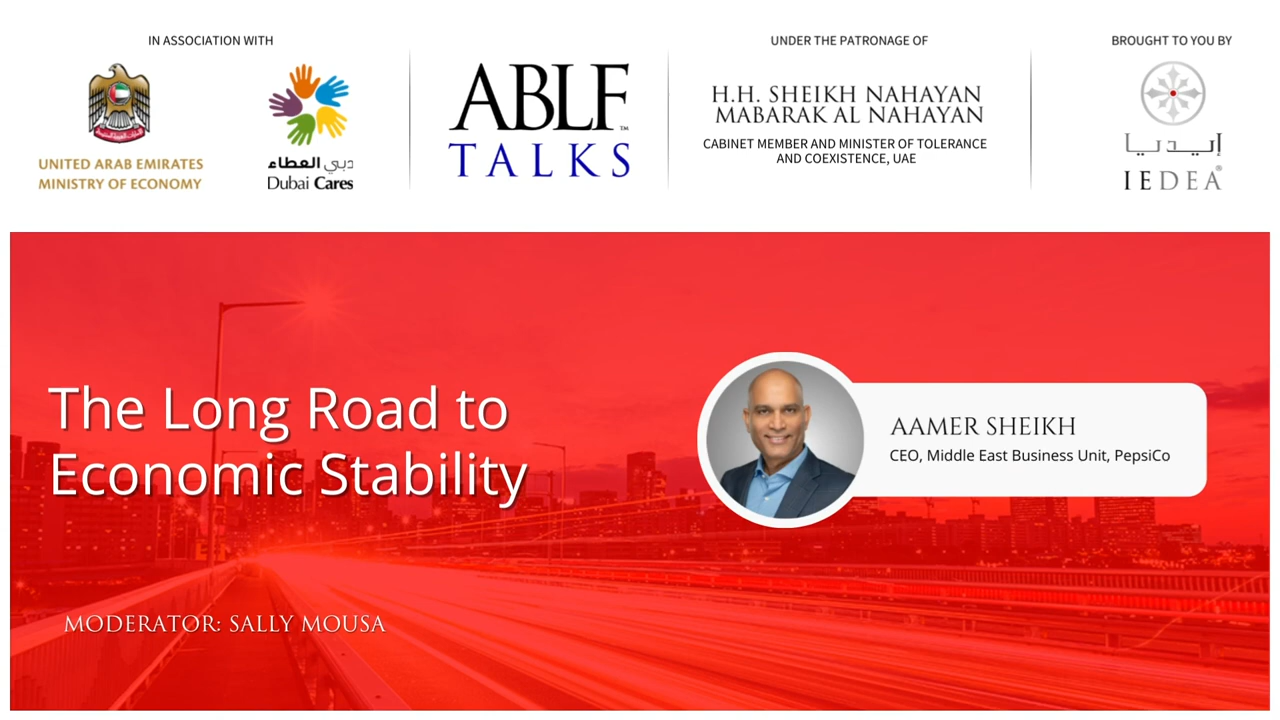 IN ASSOCIATION WITH
UNITED ARAB EMIRATES
MINISTRY OF ECONOMY
دبي العطاء
Dubai Cares
ABLF™
TALKS
UNDER THE PATRONAGE OF
H.H. SHEIKH NAHAYAN
MABARAK AL NAHAYAN
CABINET MEMBER AND MINISTER OF TOLERANCE
AND COEXISTENCE, UAE
BROUGHT TO YOU BY
إيديا
IEDEA®
The Long Road to
Economic Stability
AAMER SHEIKH
CEO, Middle East Business Unit, PepsiCo
MODERATOR: SALLY MOUSA